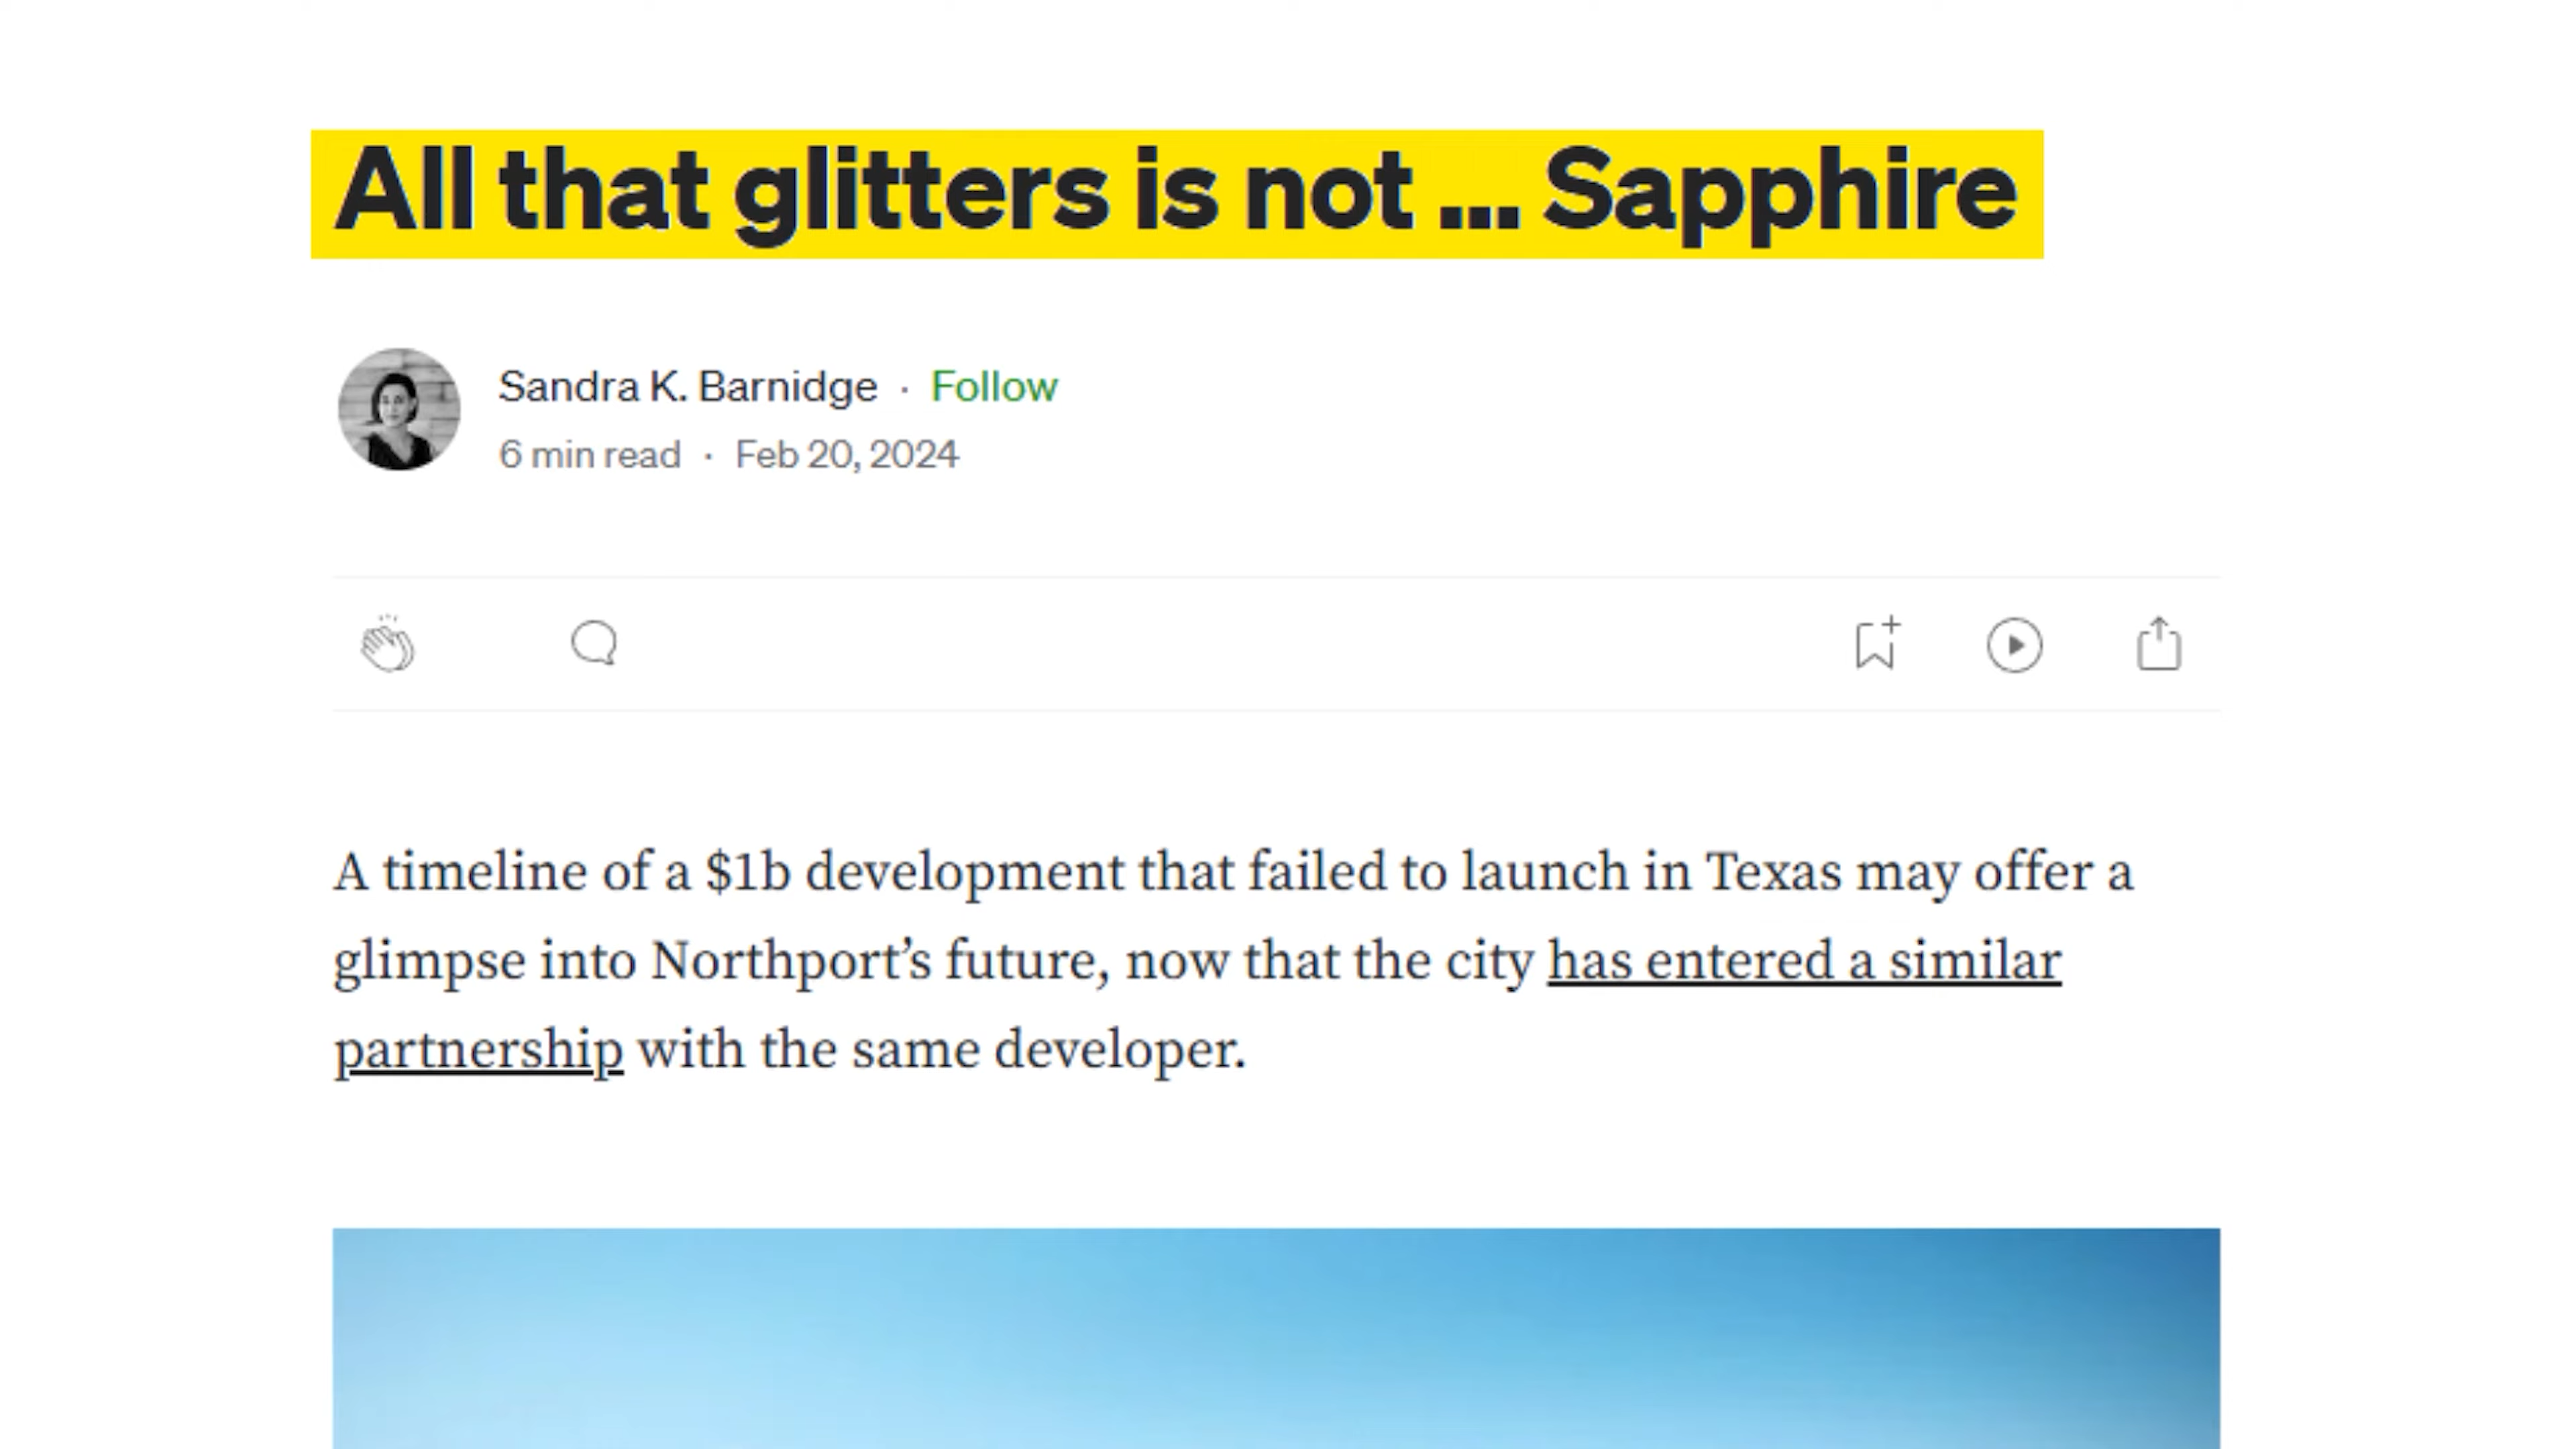 All that glitters is not ... Sapphire
Sandra K. Barnidge · Follow
6 min read · Feb 20, 2024
A timeline of a $1b development that failed to launch in Texas may offer a
glimpse into Northport’s future, now that the city has entered a similar
partnership with the same developer.